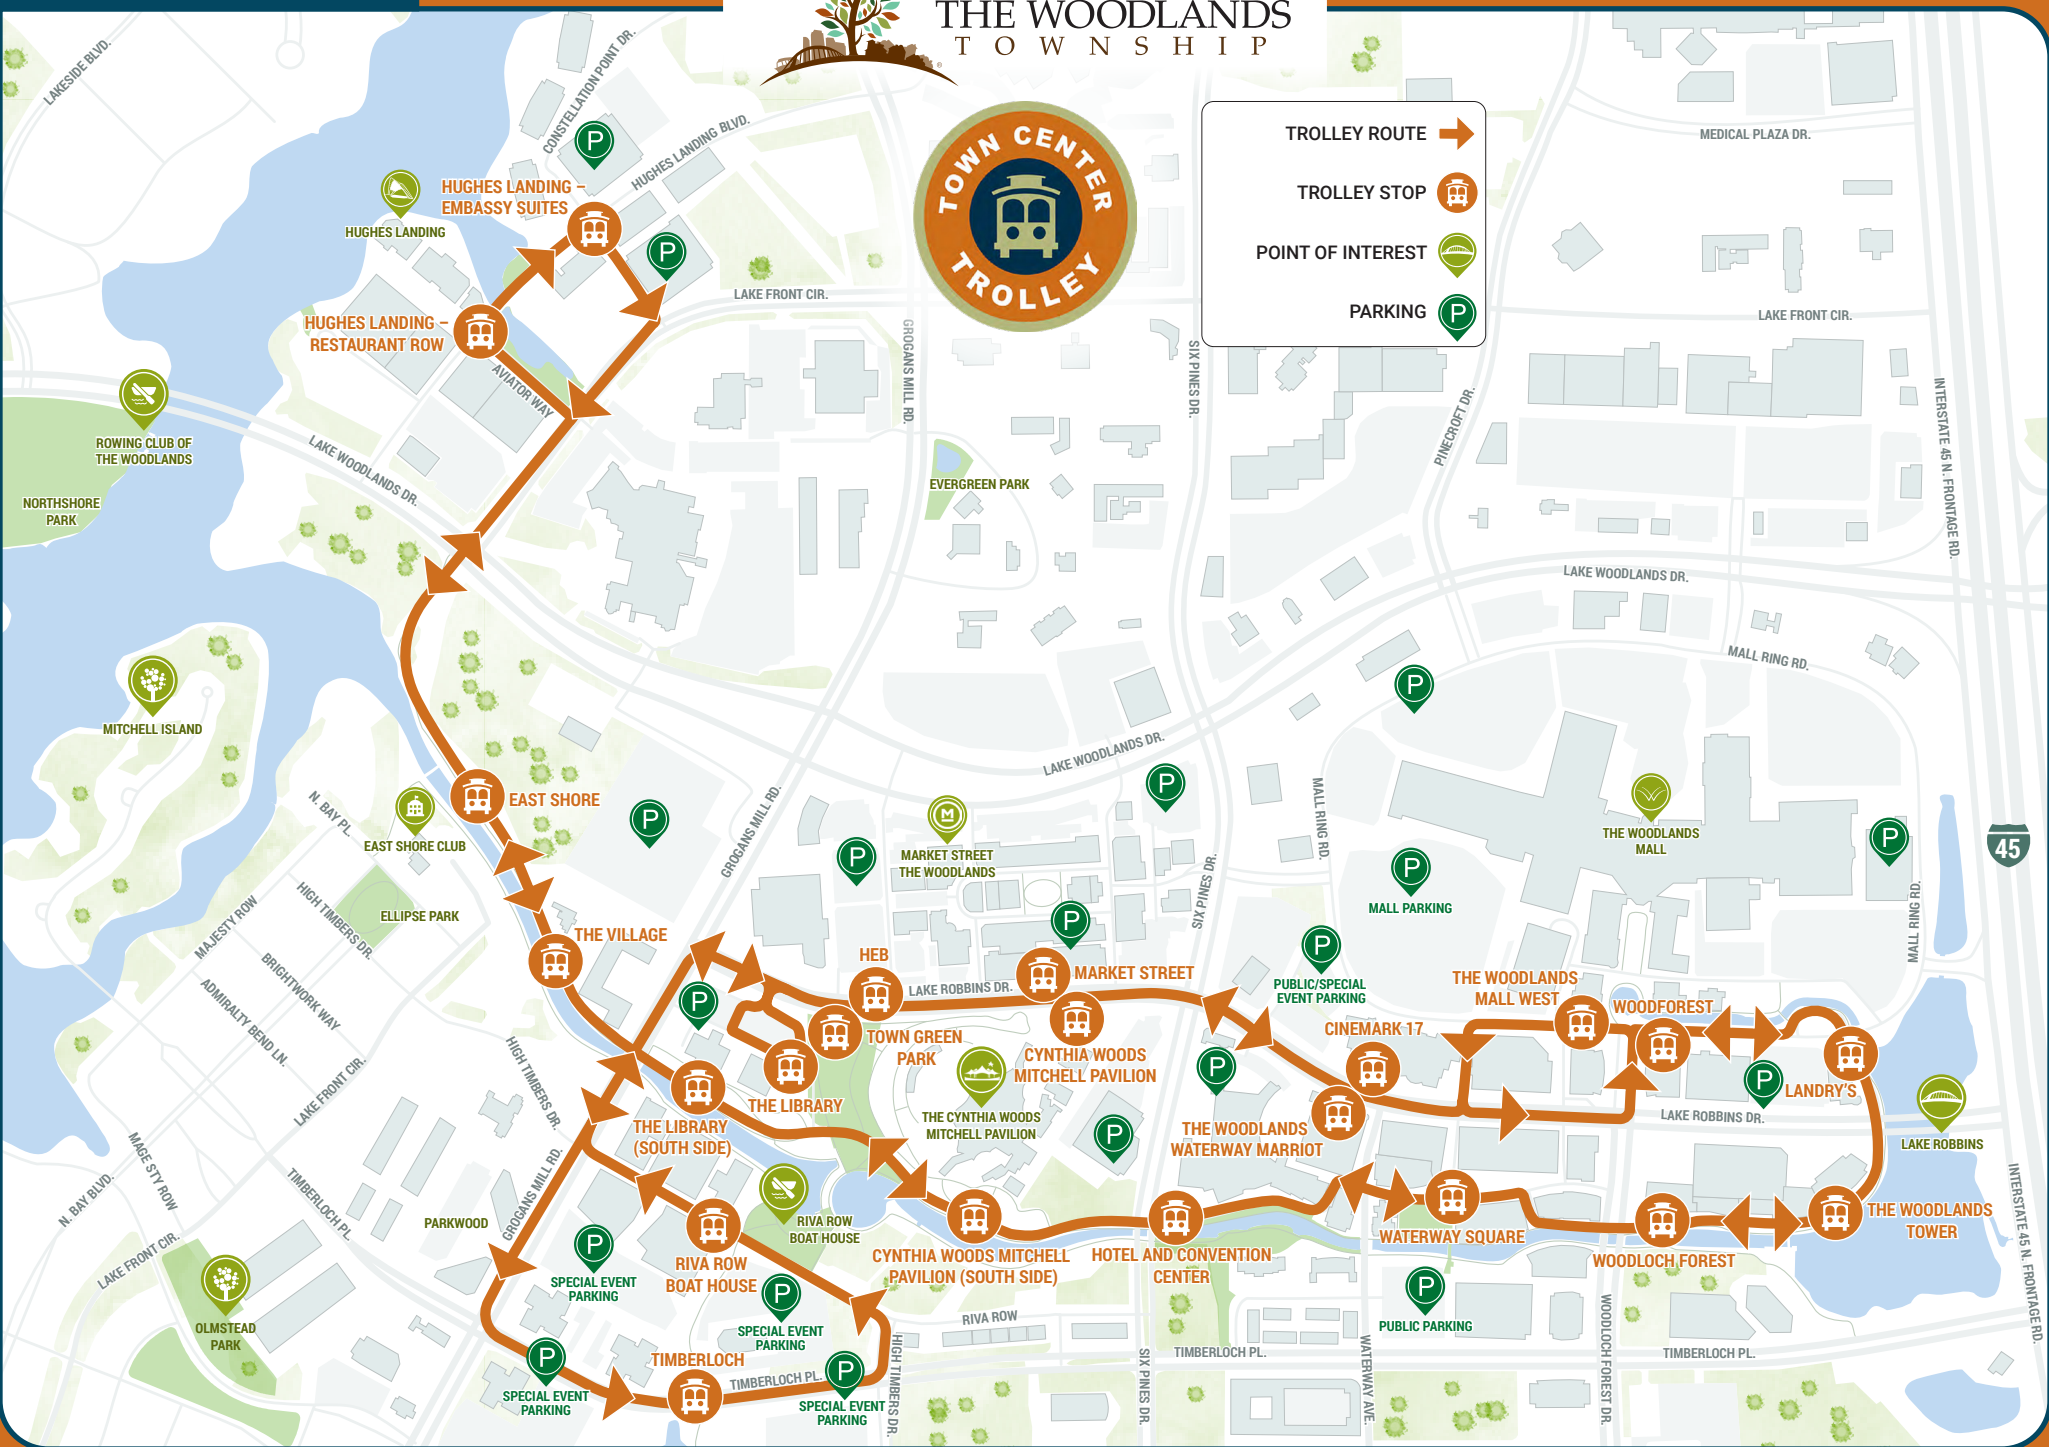 THE WOODLANDS
TOWNSHIP
TOWN CENTER
TROLLEY
TROLLEY ROUTE
TROLLEY STOP
POINT OF INTEREST
PARKING
P
LAKESIDE BLVD.
CONSTELLATION POINT DR.
P
HUGHES LANDING BLVD.
MEDICAL PLAZA DR.
HUGHES LANDING –
EMBASSY SUITES
HUGHES LANDING
P
LAKE FRONT CIR.
LAKE FRONT CIR.
HUGHES LANDING –
RESTAURANT ROW
AVIATOR WAY
GROGANS MILL RD.
SIX PINES DR.
PINECROFT DR.
INTERSTATE 45 N. FRONTAGE RD.
ROWING CLUB OF
THE WOODLANDS
LAKE WOODLANDS DR.
NORTHSHORE
PARK
EVERGREEN PARK
LAKE WOODLANDS DR.
MALL RING RD.
P
MITCHELL ISLAND
LAKE WOODLANDS DR.
P
MALL RING RD.
THE WOODLANDS
MALL
P
45
EAST SHORE
N. BAY PL.
EAST SHORE CLUB
P
GROGANS MILL RD.
P
M
MARKET STREET
THE WOODLANDS
SIX PINES DR.
P
MALL PARKING
MALL RING RD.
HIGH TIMBERS DR.
ELLIPSE PARK
MAJESTY ROW
BRIGHTWAY WAY
ADMIRALTY BEND LN.
THE VILLAGE
P
HEB
P
MARKET STREET
LAKE ROBBINS DR.
P
PUBLIC/SPECIAL
EVENT PARKING
THE WOODLANDS
MALL WEST
WOODFOREST
CINEMARK 17
TOWN GREEN
PARK
CYNTHIA WOODS
MITCHELL PAVILION
P
P
LANDRY'S
LAKE FRONT CIR.
HIGH TIMBERS DR.
THE LIBRARY
THE LIBRARY
(SOUTH SIDE)
THE CYNTHIA WOODS
MITCHELL PAVILION
P
THE WOODLANDS
WATERWAY MARRIOT
LAKE ROBBINS DR.
LAKE ROBBINS
MAGE STY ROW
N. BAY BLVD.
TIMBERLOCH PL.
GROGANS MILL RD.
PARKWOOD
RIVA ROW
BOAT HOUSE
RIVA ROW
BOAT HOUSE
CYNTHIA WOODS MITCHELL
PAVILION (SOUTH SIDE)
HOTEL AND CONVENTION
CENTER
WATERWAY SQUARE
WOODLOCH FOREST
THE WOODLANDS
TOWER
INTERSTATE 45 N. FRONTAGE RD.
LAKE FRONT CIR.
P
SPECIAL EVENT
PARKING
P
SPECIAL EVENT
PARKING
P
PUBLIC PARKING
OLMSTEAD
PARK
RIVA ROW
TIMBERLOCH PL.
TIMBERLOCH PL.
P
SPECIAL EVENT
PARKING
TIMBERLOCH
TIMBERLOCH PL.
P
SPECIAL EVENT
PARKING
HIGH TIMBERS DR.
SIX PINES DR.
WATERWAY AVE.
WOODLOCH FOREST DR.